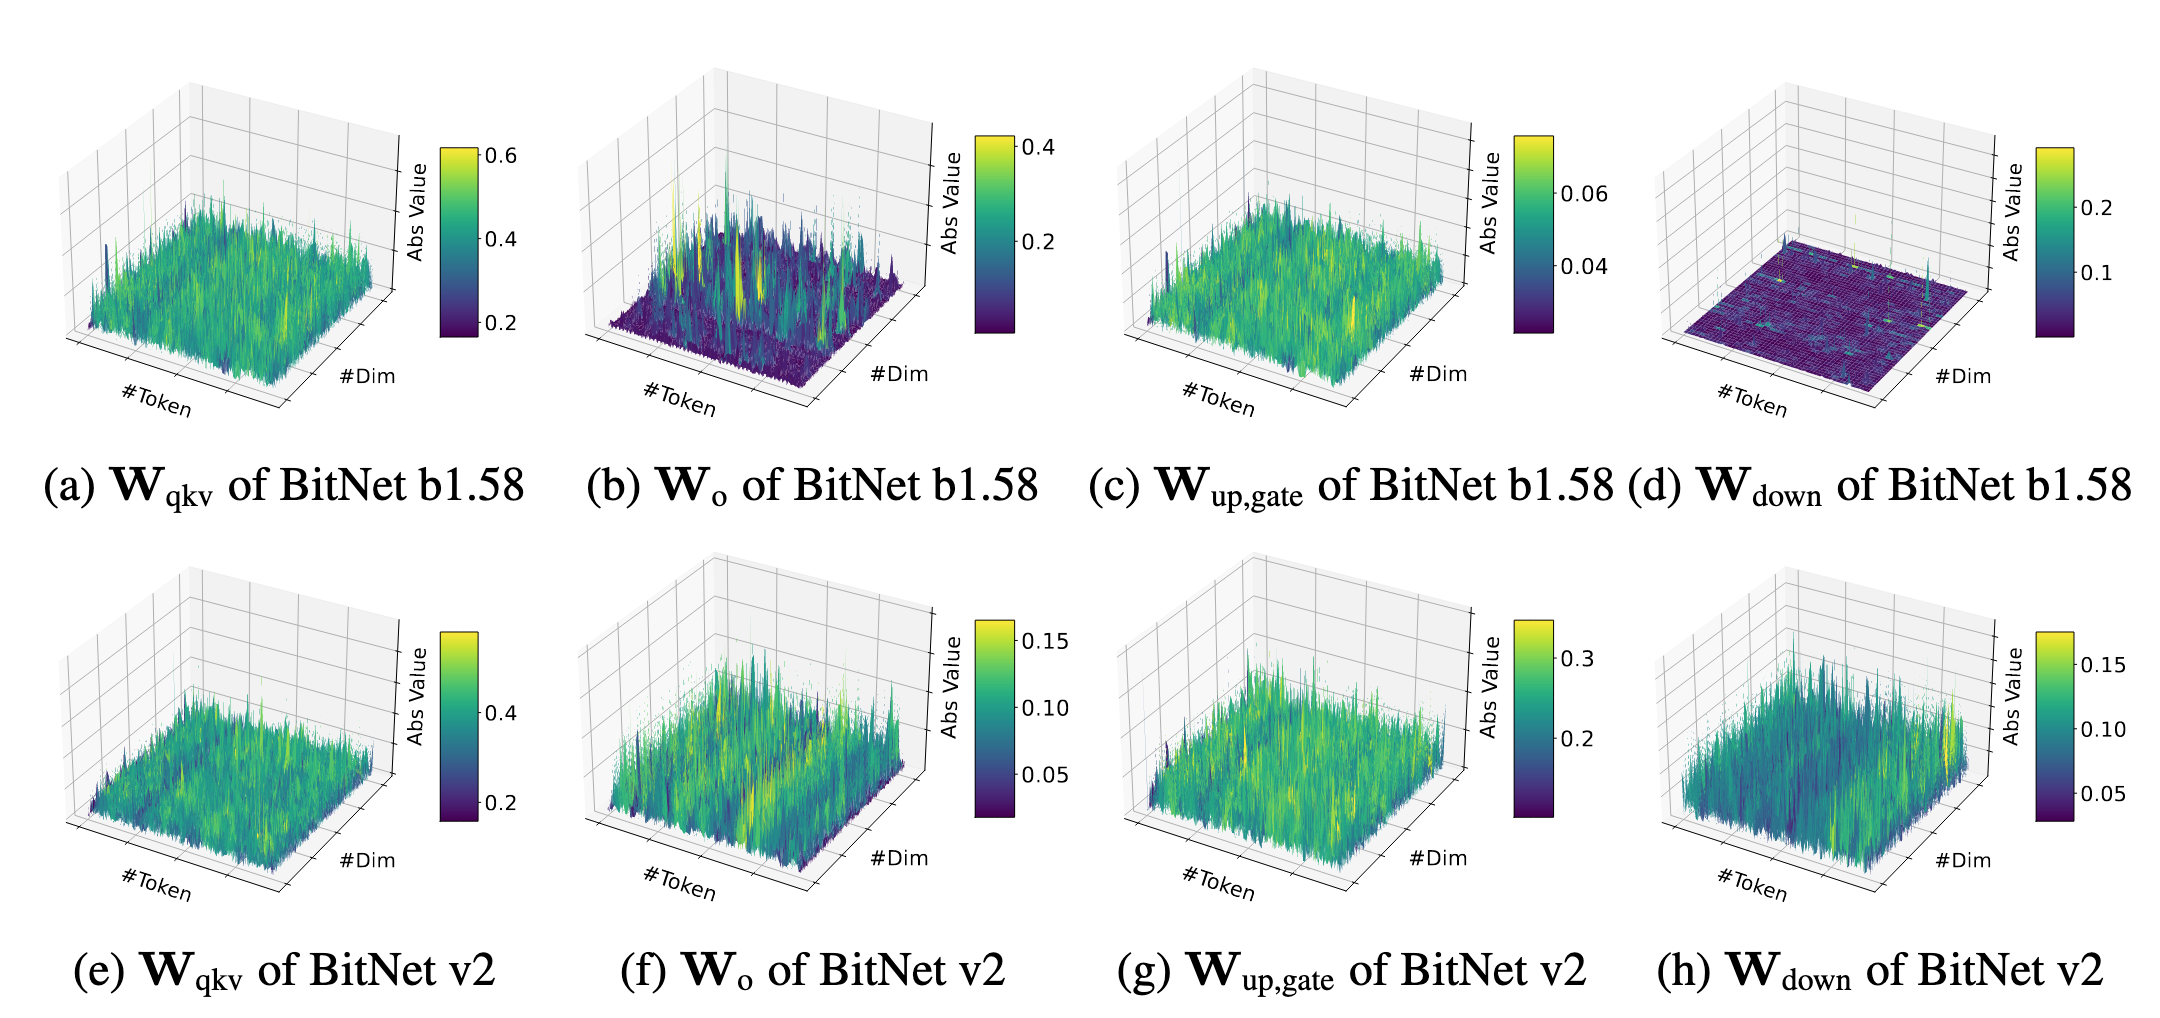 Abs Value
0.6
0.4
0.2
#Dim
#Token
Abs Value
0.4
0.2
#Dim
#Token
Abs Value
0.06
0.04
#Dim
#Token
Abs Value
0.2
0.1
#Dim
#Token
(a) Wqkv of BitNet b1.58
(b) Wo of BitNet b1.58
(c) Wup,gate of BitNet b1.58
(d) Wdown of BitNet b1.58
Abs Value
0.4
0.2
#Dim
#Token
Abs Value
0.15
0.10
0.05
#Dim
#Token
Abs Value
0.3
0.2
#Dim
#Token
Abs Value
0.15
0.10
0.05
#Dim
#Token
(e) Wqkv of BitNet v2
(f) Wo of BitNet v2
(g) Wup,gate of BitNet v2
(h) Wdown of BitNet v2